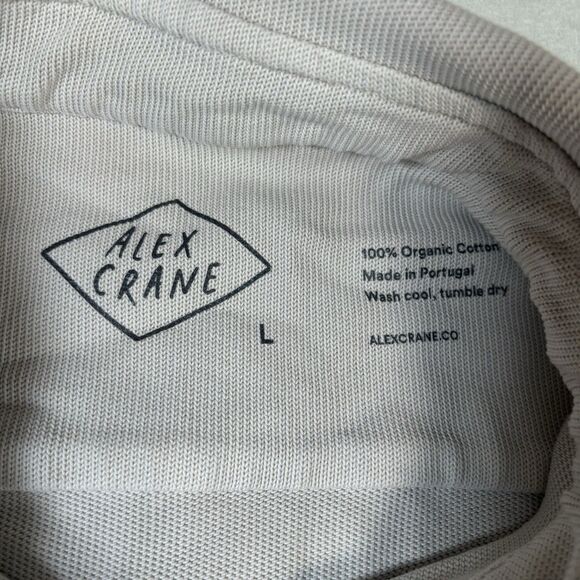 ALEX
CRANE
L
100% Organic Cotton
Made in Portugal
Wash cool, tumble dry
ALEXCRANE.CO